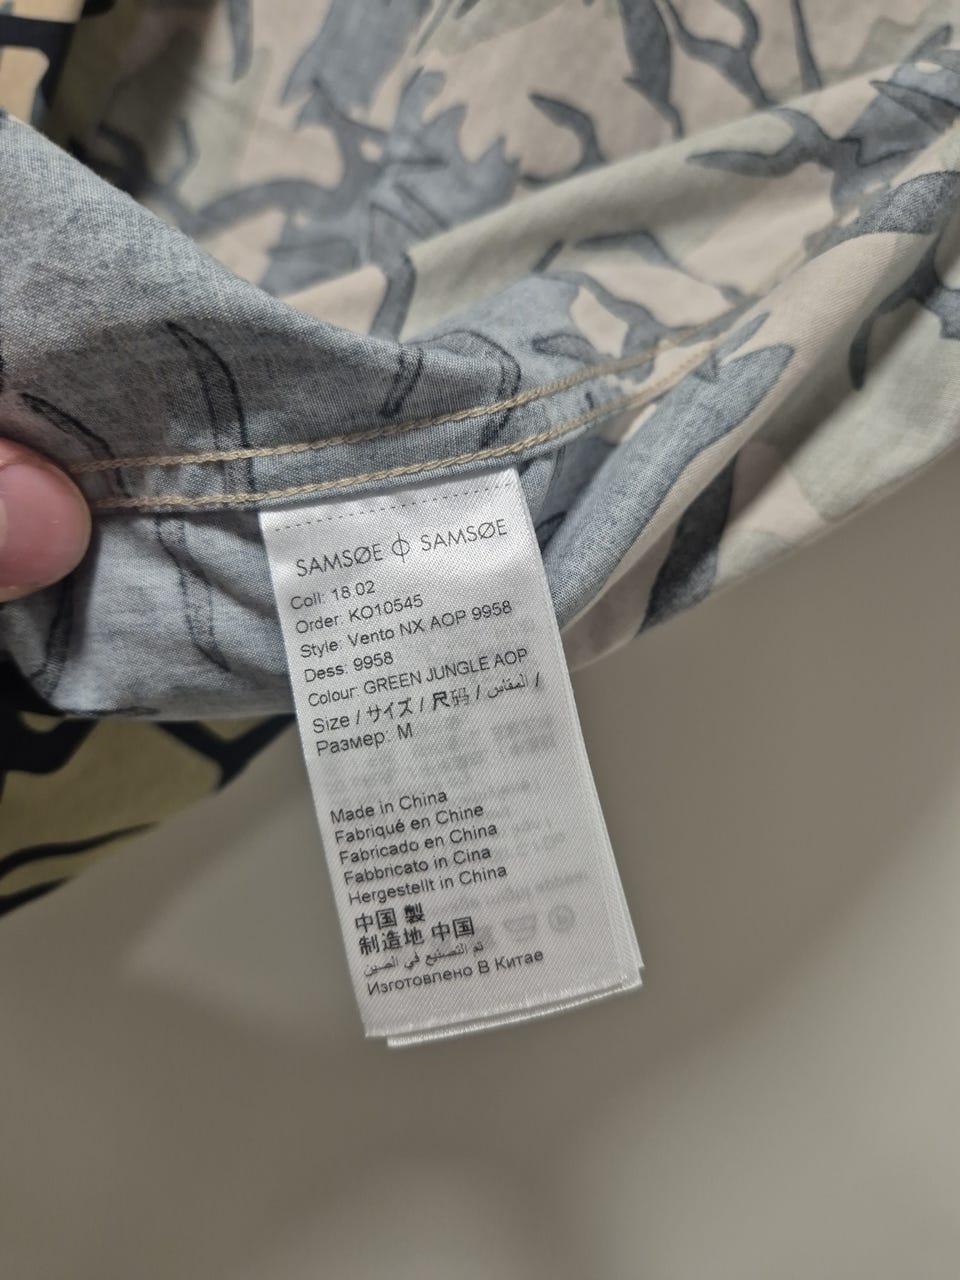 SAMSØE SAMSØE
Coll: 18.02
Order: KO10545
Style: Vento NX AOP 9958
Dess: 9958
Colour: GREEN JUNGLE AOP
Size / サイズ / 尺码 / المقاس /
Размер: M
Made in China
Fabriqué en Chine
Fabricado en China
Fabbricato in Cina
Hergestellt in China
中国 製
制造地 中国
تم التصنيع في الصين
Изготовлено В Китае